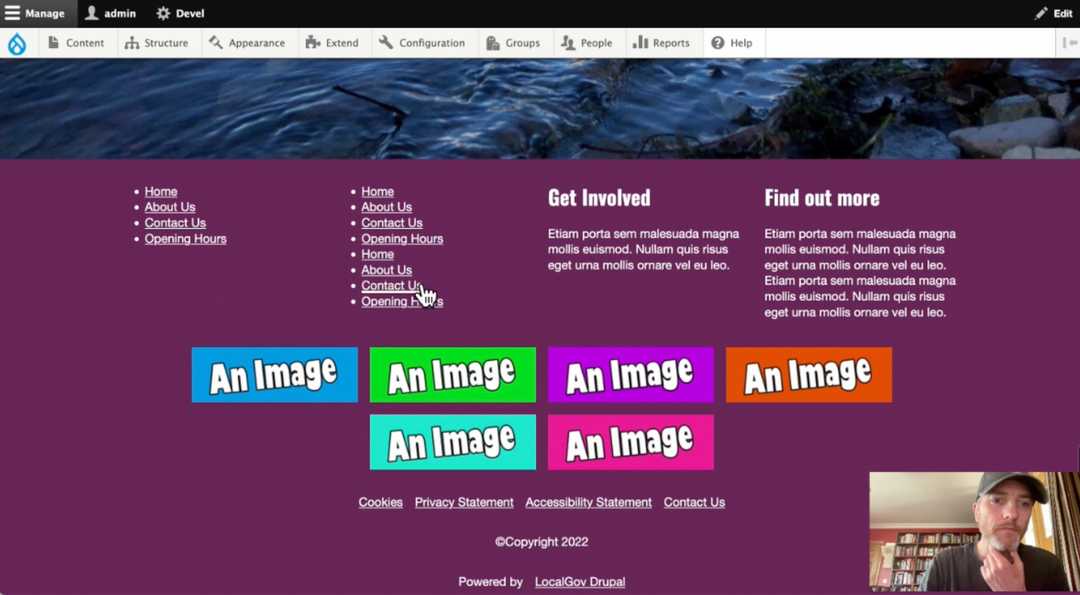 Manage admin Devel Edit
Content Structure Appearance Extend Configuration Groups People Reports Help
Home
About Us
Contact Us
Opening Hours
Home
About Us
Contact Us
Opening Hours
Home
About Us
Contact Us
Opening Hours
Get Involved
Etiam porta sem malesuada magna
mollis euismod. Nullam quis risus
eget urna mollis ornare vel eu leo.
Find out more
Etiam porta sem malesuada magna
mollis euismod. Nullam quis risus
eget urna mollis ornare vel eu leo.
Etiam porta sem malesuada magna
mollis euismod. Nullam quis risus
eget urna mollis ornare vel eu leo.
An Image An Image An Image An Image
An Image An Image
Cookies Privacy Statement Accessibility Statement Contact Us
©Copyright 2022
Powered by LocalGov Drupal